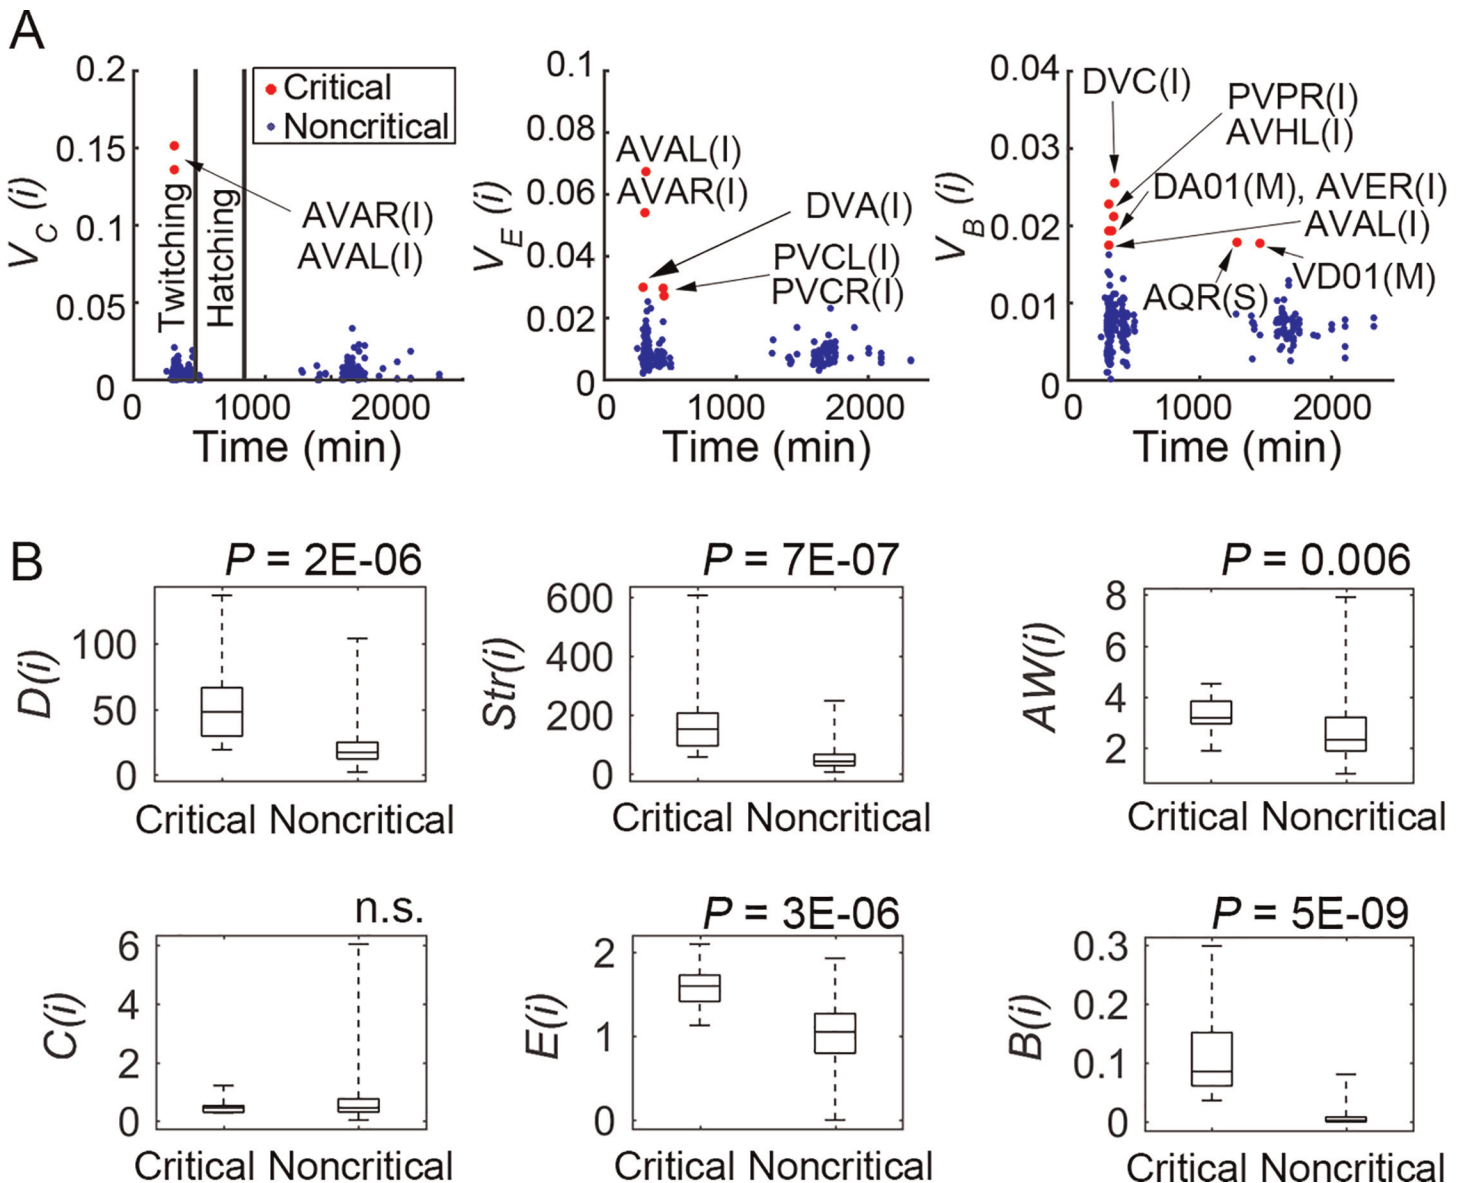 A
0.2
0.15
0.1
0.05
0
V_C (i)
Critical
Noncritical
Twitching
Hatching
AVAR(I)
AVAL(I)
0 1000 2000
Time (min)
0.1
0.08
0.06
0.04
0.02
0
V_E (i)
AVAL(I)
AVAR(I)
DVA(I)
PVCL(I)
PVCR(I)
0 1000 2000
Time (min)
0.04
0.03
0.02
0.01
0
V_B (i)
DVC(I)
PVPR(I)
AVHL(I)
DA01(M), AVER(I)
AVAL(I)
AQR(S)
VD01(M)
0 1000 2000
Time (min)
B
P = 2E-06
D(i)
100
50
0
Critical Noncritical
P = 7E-07
Str(i)
600
400
200
0
Critical Noncritical
P = 0.006
AW(i)
8
6
4
2
Critical Noncritical
n.s.
C(i)
6
4
2
0
Critical Noncritical
P = 3E-06
E(i)
2
1
0
Critical Noncritical
P = 5E-09
B(i)
0.3
0.2
0.1
0
Critical Noncritical